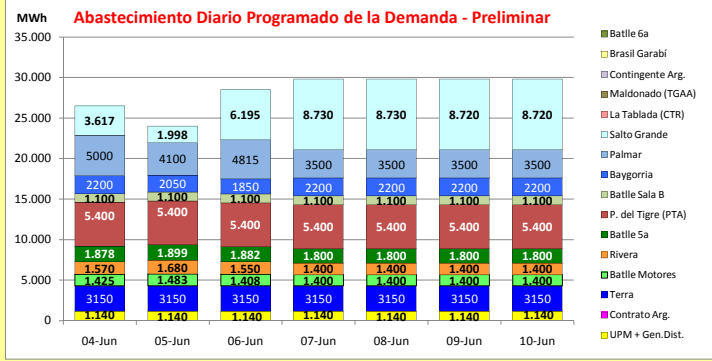 MWh Abastecimiento Diario Programado de la Demanda - Preliminar
35.000
30.000
25.000
20.000
15.000
10.000
5.000
0
3.617 1.998 6.195 8.730 8.730 8.720 8.720
5000 4100 4815 3500 3500 3500 3500
2200 2050 1850 2200 2200 2200 2200
1.100 1.100 1.100 1.100 1.100 1.100 1.100
5.400 5.400 5.400 5.400 5.400 5.400 5.400
1.878 1.899 1.882 1.800 1.800 1.800 1.800
1.570 1.680 1.550 1.400 1.400 1.400 1.400
1.425 1.483 1.408 1.400 1.400 1.400 1.400
3150 3150 3150 3150 3150 3150 3150
1.140 1.140 1.140 1.140 1.140 1.140 1.140
04-Jun 05-Jun 06-Jun 07-Jun 08-Jun 09-Jun 10-Jun
Batlle 6a
Brasil Garabí
Contingente Arg.
Maldonado (TGAA)
La Tablada (CTR)
Salto Grande
Palmar
Baygorria
Batlle Sala B
P. del Tigre (PTA)
Batlle 5a
Rivera
Batlle Motores
Terra
Contrato Arg.
UPM + Gen.Dist.